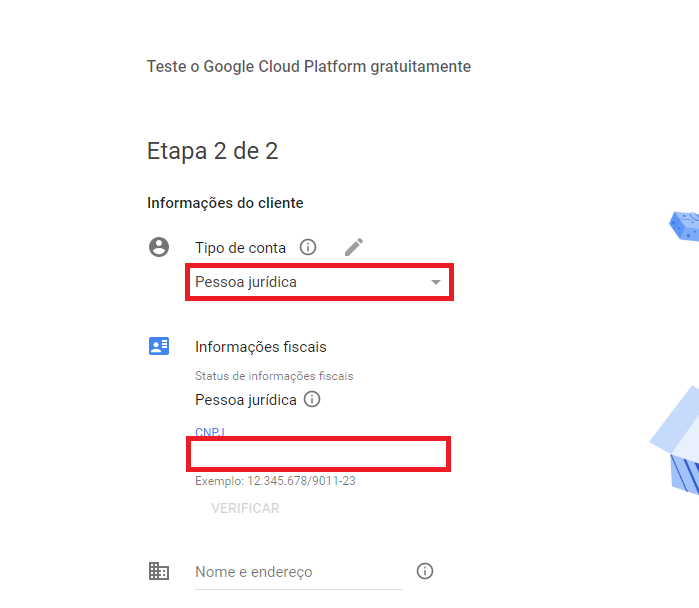 Teste o Google Cloud Platform gratuitamente
Etapa 2 de 2
Informações do cliente
Tipo de conta
Pessoa jurídica
Informações fiscais
Status de informações fiscais
Pessoa jurídica
CNPJ
Exemplo: 12.345.678/9011-23
VERIFICAR
Nome e endereço